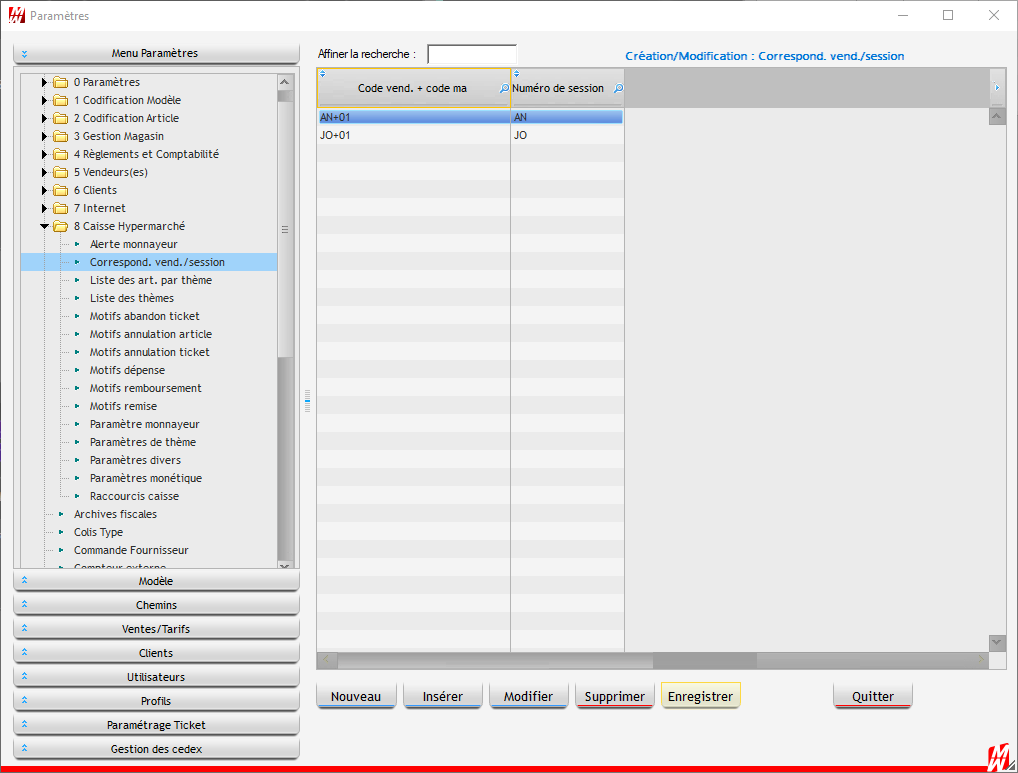 Paramètres
Menu Paramètres
0 Paramètres
1 Codification Modèle
2 Codification Article
3 Gestion Magasin
4 Règlements et Comptabilité
5 Vendeurs(es)
6 Clients
7 Internet
8 Caisse Hypermarché
Alerte monnayeur
Correspond. vend./session
Liste des art. par thème
Liste des thèmes
Motifs abandon ticket
Motifs annulation article
Motifs annulation ticket
Motifs dépense
Motifs remboursement
Motifs remise
Paramètre monnayeur
Paramètres de thème
Paramètres divers
Paramètres monétique
Raccourcis caisse
Archives fiscales
Colis Type
Commande Fournisseur
Compteur externe
Modèle
Chemins
Ventes/Tarifs
Clients
Utilisateurs
Profils
Paramétrage Ticket
Gestion des cedex
Affiner la recherche :
Création/Modification : Correspond. vend./session
Code vend. + code ma Numéro de session
AN+01 AN
JO+01 JO
Nouveau Insérer Modifier Supprimer Enregistrer Quitter